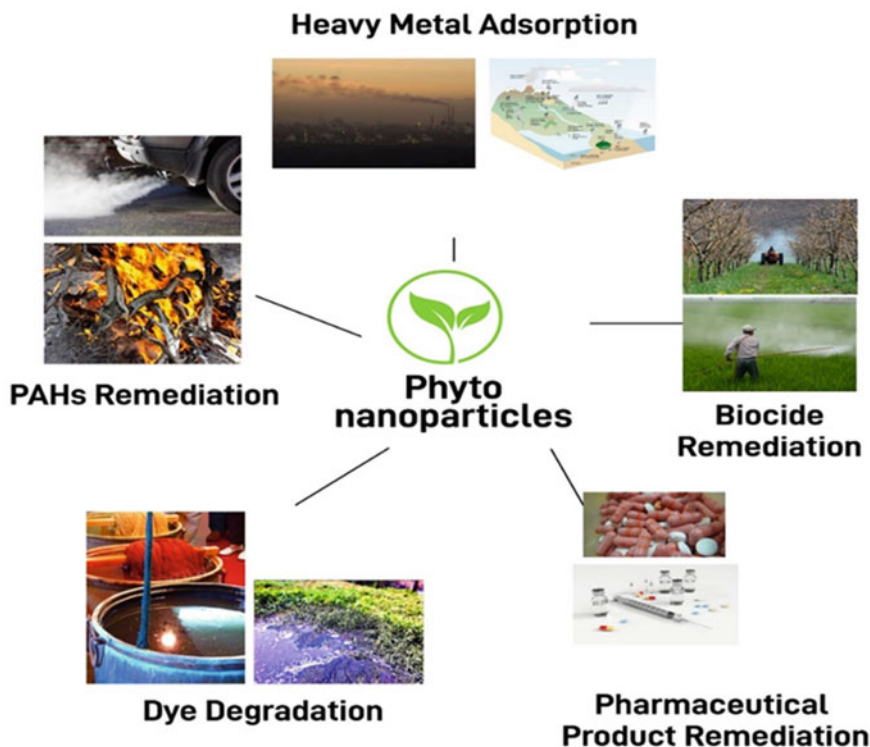 Heavy Metal Adsorption
PAHs Remediation
Phyto
nanoparticles
Biocide
Remediation
Dye Degradation
Pharmaceutical
Product Remediation